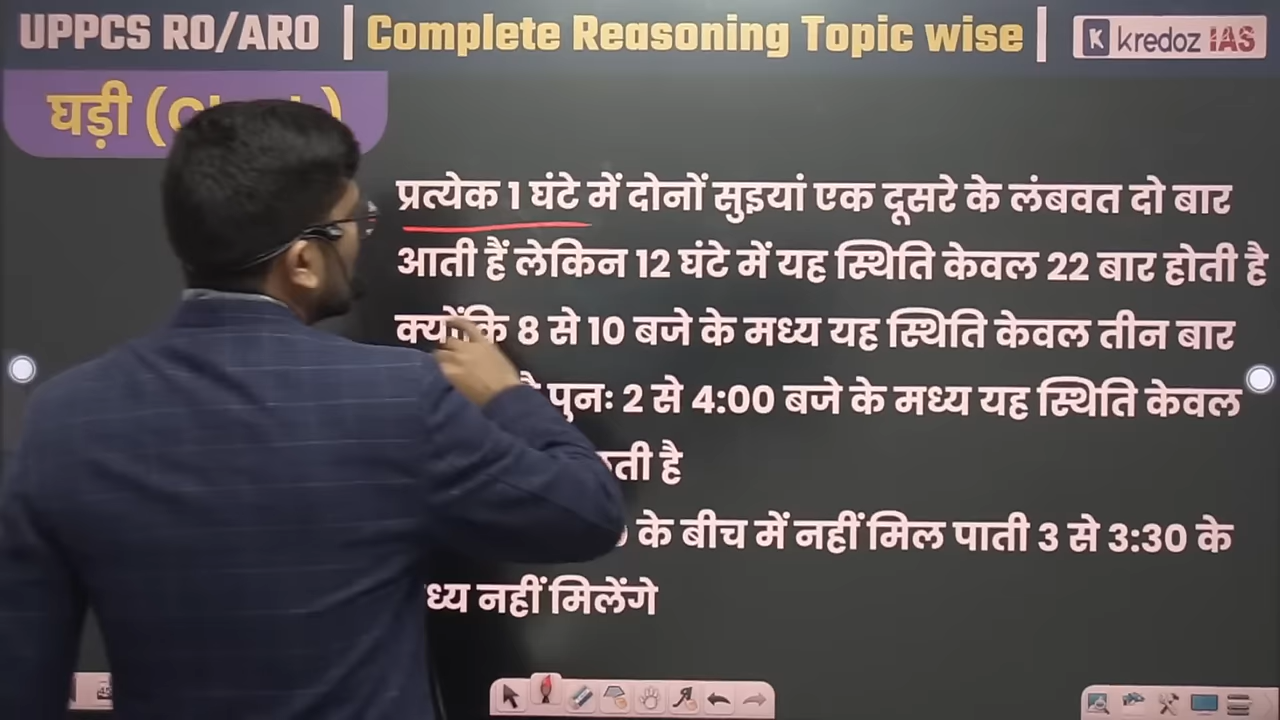 UPPCS RO/ARO | Complete Reasoning Topic wise |
K kredoz IAS
घड़ी
प्रत्येक 1 घंटे में दोनों सुइयां एक दूसरे के लंबवत दो बार
आती हैं लेकिन 12 घंटे में यह स्थिति केवल 22 बार होती है
क्योंकि 8 से 10 बजे के मध्य यह स्थिति केवल तीन बार
पुनः 2 से 4:00 बजे के मध्य यह स्थिति केवल
है
के बीच में नहीं मिल पाती 3 से 3:30 के
नहीं मिलेंगे